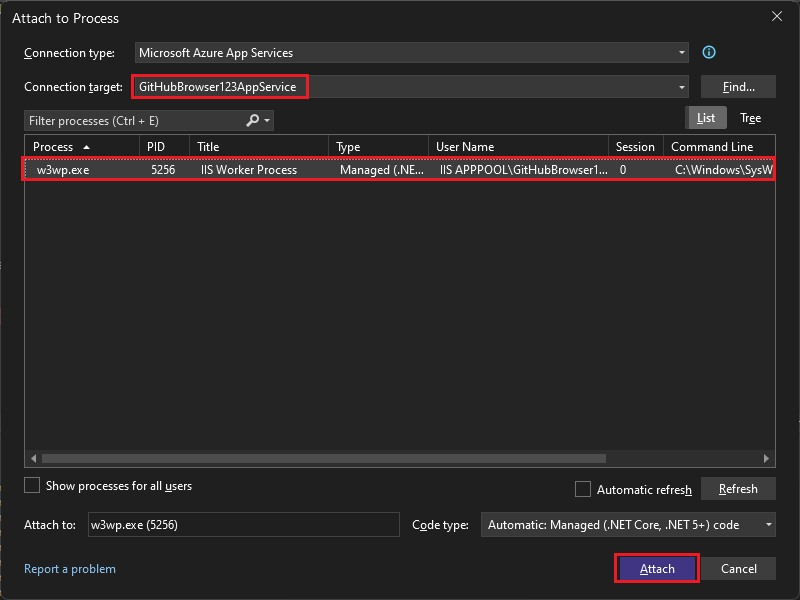 Attach to Process
Connection type: Microsoft Azure App Services
Connection target: GitHubBrowser123AppService Find...
Filter processes (Ctrl + E) List Tree
Process PID Title Type User Name Session Command Line
w3wp.exe 5256 IIS Worker Process Managed (.NE... IIS APPPOOL\GitHubBrowser1... 0 C:\Windows\SysW
Show processes for all users
Automatic refresh Refresh
Attach to: w3wp.exe (5256) Code type: Automatic: Managed (.NET Core, .NET 5+) code
Report a problem Attach Cancel